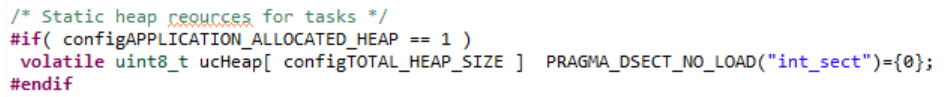 /* Static heap reources for tasks */
#if( configAPPLICATION_ALLOCATED_HEAP == 1 )
volatile uint8_t ucHeap[ configTOTAL_HEAP_SIZE ]  PRAGMA_DSECT_NO_LOAD("int_sect")={0};
#endif